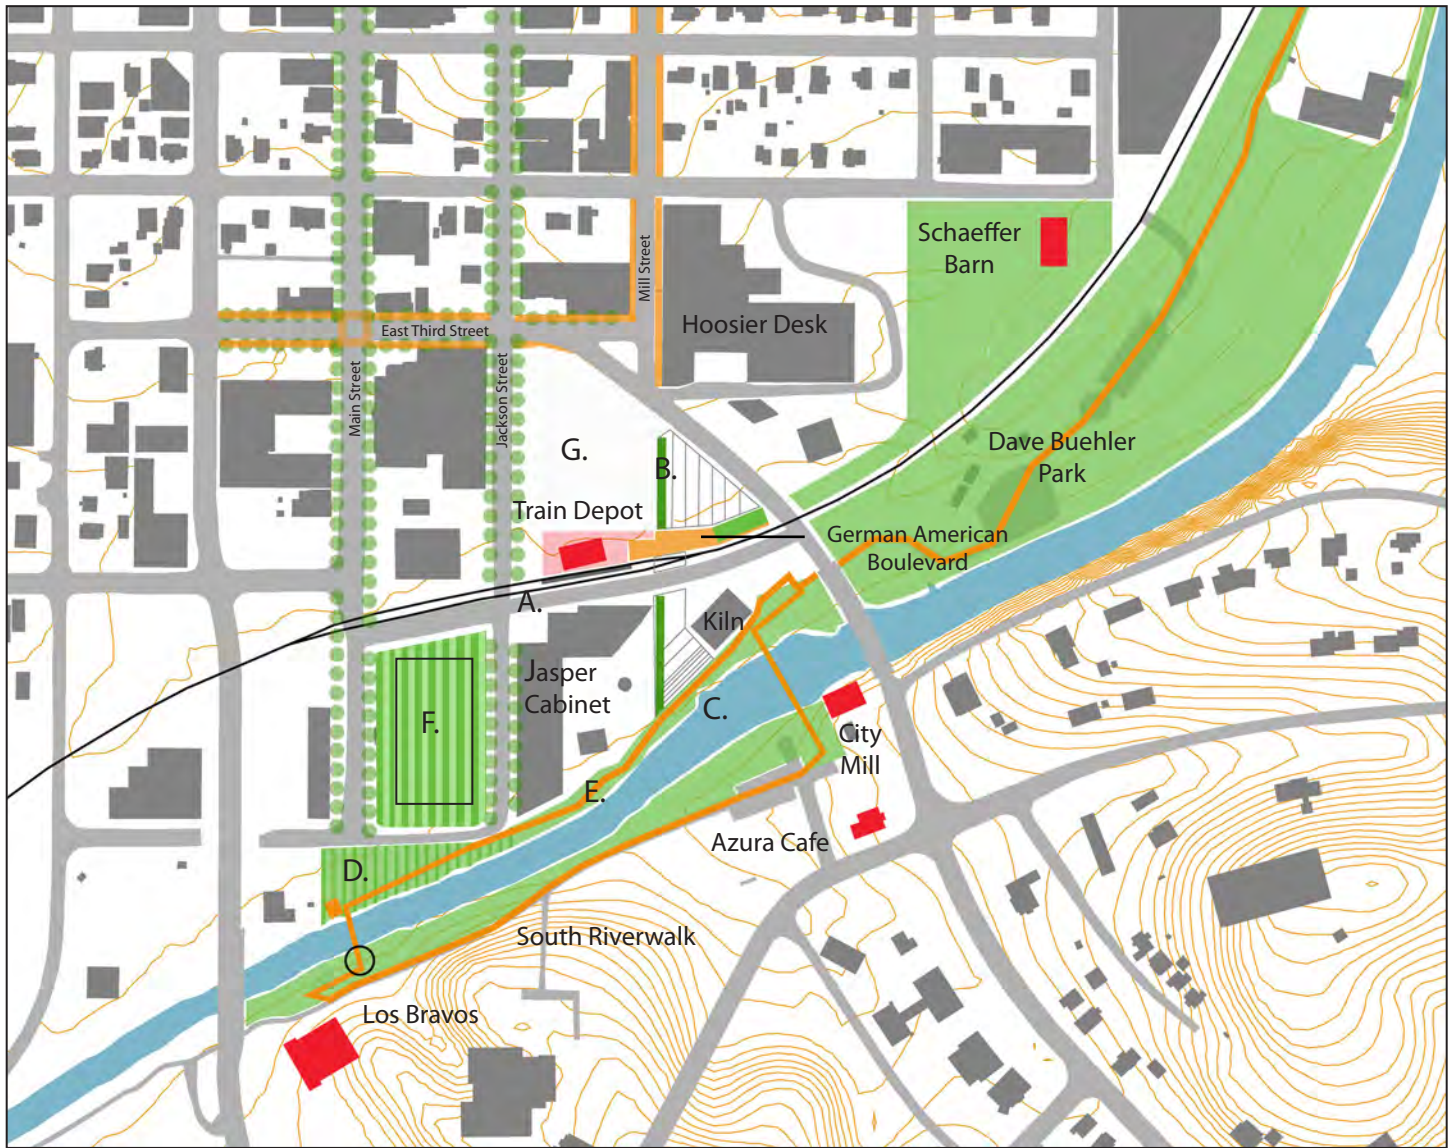 Schaeffer
Barn
Mill Street
Hoosier Desk
East Third Street
Main Street
Jackson Street
G.
B.
Dave Buehler
Park
Train Depot
German American
Boulevard
A.
Kiln
Jasper
Cabinet
F.
C.
City
Mill
E.
Azura Cafe
D.
South Riverwalk
Los Bravos